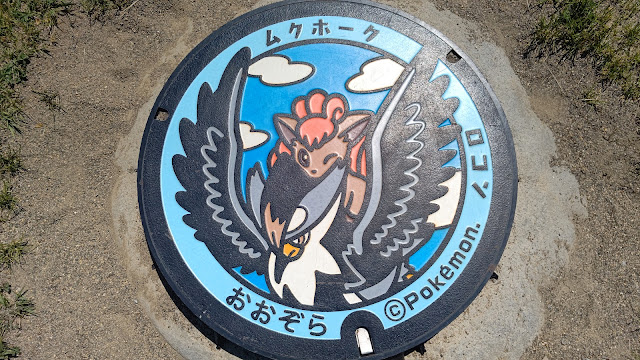 ムクホーク
ロコン
おおぞら
©Pokémon.